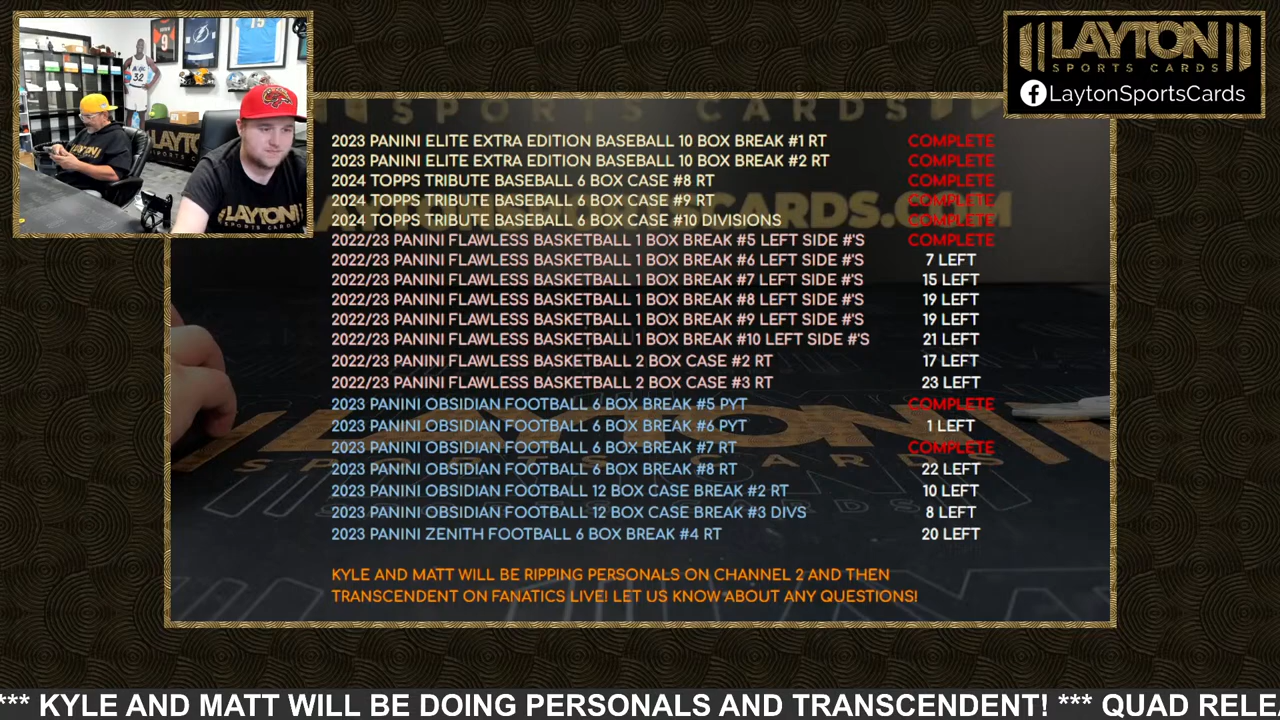 LAYTON
SPORTS CARDS
LaytonSportsCards
SPORTS CARDS
2023 PANINI ELITE EXTRA EDITION BASEBALL 10 BOX BREAK #1 RT COMPLETE
2023 PANINI ELITE EXTRA EDITION BASEBALL 10 BOX BREAK #2 RT COMPLETE
2024 TOPPS TRIBUTE BASEBALL 6 BOX CASE #8 RT COMPLETE
2024 TOPPS TRIBUTE BASEBALL 6 BOX CASE #9 RT COMPLETE
2024 TOPPS TRIBUTE BASEBALL 6 BOX CASE #10 DIVISIONS COMPLETE
2022/23 PANINI FLAWLESS BASKETBALL 1 BOX BREAK #5 LEFT SIDE #'S COMPLETE
2022/23 PANINI FLAWLESS BASKETBALL 1 BOX BREAK #6 LEFT SIDE #'S 7 LEFT
2022/23 PANINI FLAWLESS BASKETBALL 1 BOX BREAK #7 LEFT SIDE #'S 15 LEFT
2022/23 PANINI FLAWLESS BASKETBALL 1 BOX BREAK #8 LEFT SIDE #'S 19 LEFT
2022/23 PANINI FLAWLESS BASKETBALL 1 BOX BREAK #9 LEFT SIDE #'S 19 LEFT
2022/23 PANINI FLAWLESS BASKETBALL 1 BOX BREAK #10 LEFT SIDE #'S 21 LEFT
2022/23 PANINI FLAWLESS BASKETBALL 2 BOX CASE #2 RT 17 LEFT
2022/23 PANINI FLAWLESS BASKETBALL 2 BOX CASE #3 RT 23 LEFT
2023 PANINI OBSIDIAN FOOTBALL 6 BOX BREAK #5 PYT COMPLETE
2023 PANINI OBSIDIAN FOOTBALL 6 BOX BREAK #6 PYT 1 LEFT
2023 PANINI OBSIDIAN FOOTBALL 6 BOX BREAK #7 RT COMPLETE
2023 PANINI OBSIDIAN FOOTBALL 6 BOX BREAK #8 RT 22 LEFT
2023 PANINI OBSIDIAN FOOTBALL 12 BOX CASE BREAK #2 RT 10 LEFT
2023 PANINI OBSIDIAN FOOTBALL 12 BOX CASE BREAK #3 DIVS 8 LEFT
2023 PANINI ZENITH FOOTBALL 6 BOX BREAK #4 RT 20 LEFT
KYLE AND MATT WILL BE RIPPING PERSONALS ON CHANNEL 2 AND THEN
TRANSCENDENT ON FANATICS LIVE! LET US KNOW ABOUT ANY QUESTIONS!
*** KYLE AND MATT WILL BE DOING PERSONALS AND TRANSCENDENT! *** QUAD RELEA